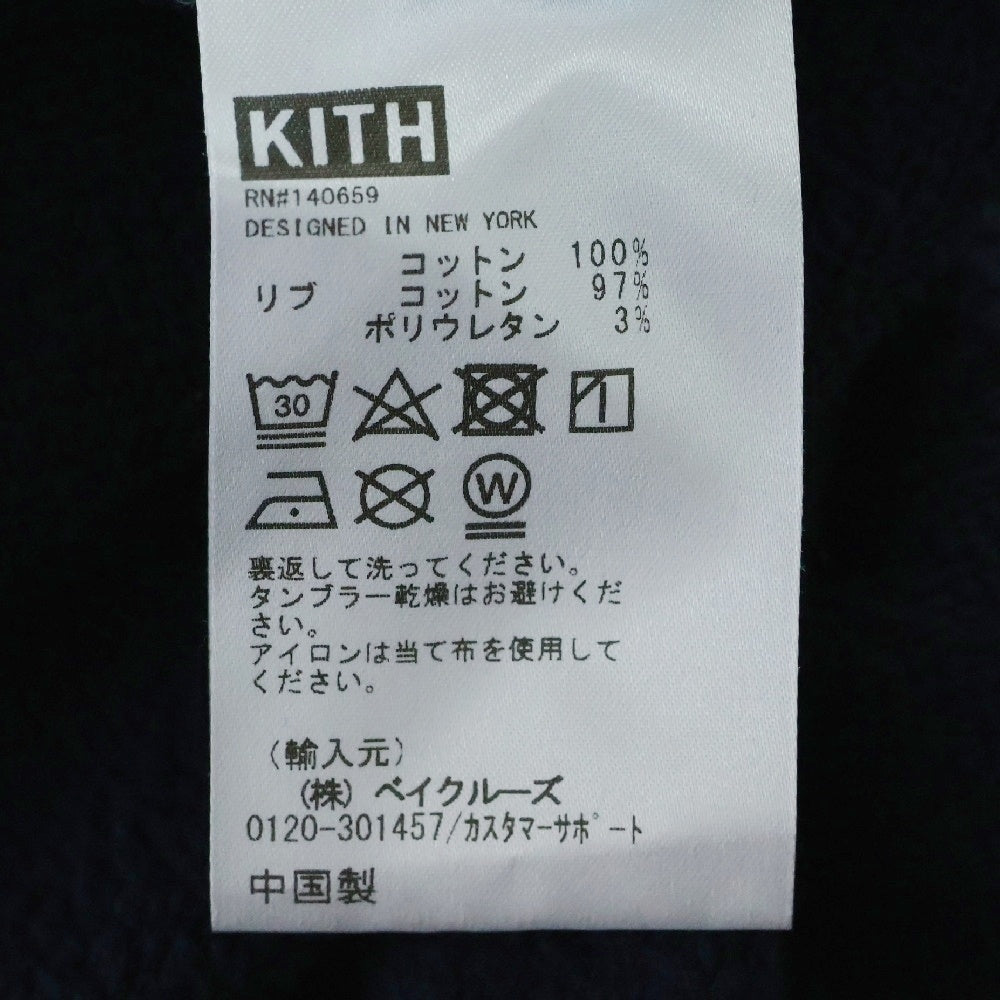 KITH
RN#140659
DESIGNED IN NEW YORK
コットン 100%
リブ コットン 97%
ポリウレタン 3%
30
W
裏返して洗ってください。
タンブラー乾燥はお避けくだ
さい。
アイロンは当て布を使用して
ください。
（輸入元）
（株）ベイクルーズ
0120-301457/ｶｽﾀﾏｰｻﾎﾟｰﾄ
中国製